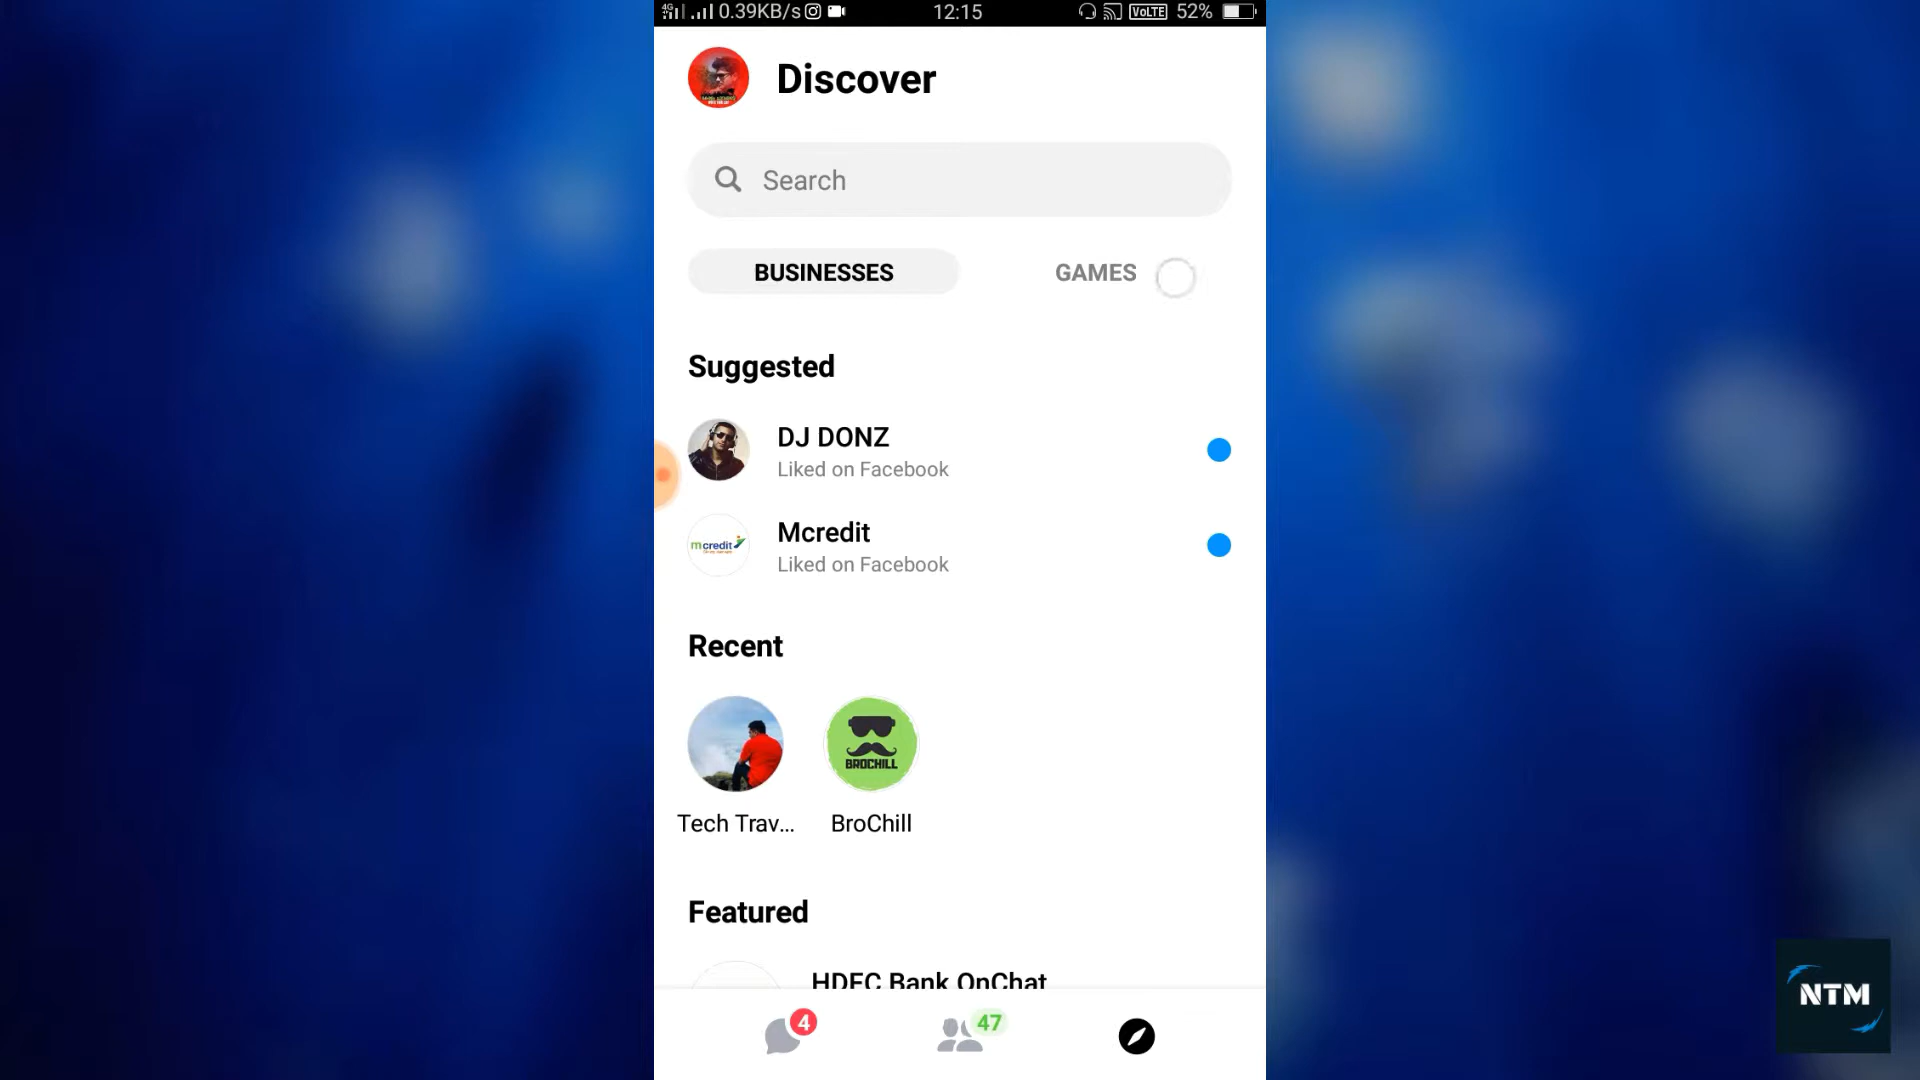 4G 0.39KB/s 12:15 VoLTE 52%
Discover
Search
BUSINESSES GAMES
Suggested
DJ DONZ
Liked on Facebook
mcredit
Mcredit
Liked on Facebook
Recent
BROCHILL
Tech Trav... BroChill
Featured
HDFC Bank OnChat
4 47
NTM